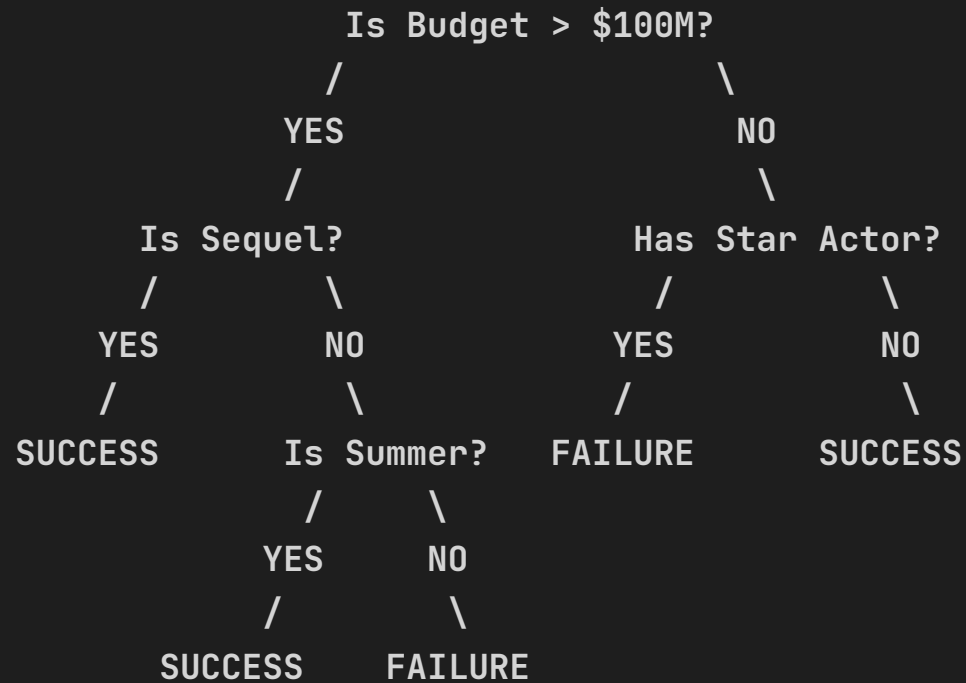 Is Budget > $100M?
/ \
YES NO
/ \
Is Sequel? Has Star Actor?
/ \ / \
YES NO YES NO
/ \ / \
SUCCESS Is Summer? FAILURE SUCCESS
/ \
YES NO
/ \
SUCCESS FAILURE